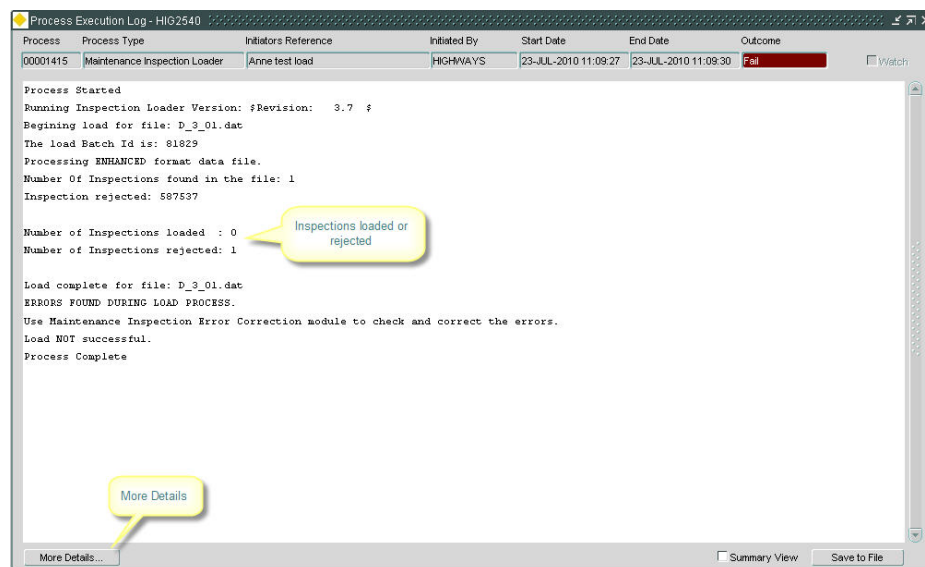 Process Execution Log - HIG2540
Process Process Type Initiators Reference Initiated By Start Date End Date Outcome
00001415 Maintenance Inspection Loader Anne test load HIGHWAYS 23-JUL-2010 11:09:27 23-JUL-2010 11:09:30 Fail Watch
Process Started
Running Inspection Loader Version: $Revision: 3.7 $
Begining load for file: D_3_01.dat
The load Batch Id is: 81829
Processing ENHANCED format data file.
Number Of Inspections found in the file: 1
Inspection rejected: 587537
Number of Inspections loaded : 0
Number of Inspections rejected: 1
Inspections loaded or
rejected
Load complete for file: D_3_01.dat
ERRORS FOUND DURING LOAD PROCESS.
Use Maintenance Inspection Error Correction module to check and correct the errors.
Load NOT successful.
Process Complete
More Details
More Details... Summary View Save to File